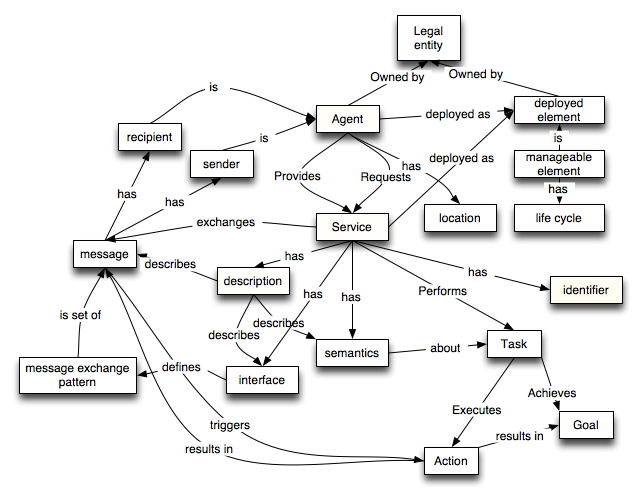 Legal
entity
Owned by
Owned by
is
Agent
deployed as
deployed
element
recipient
is
is
sender
deployed as
manageable
element
has
has
has
Provides
Requests
has
location
life cycle
exchanges
Service
message
describes
has
has
description
has
has
Performs
identifier
is set of
describes
describes
semantics
about
Task
message exchange
pattern
defines
interface
Achieves
Executes
triggers
Goal
results in
results in
Action